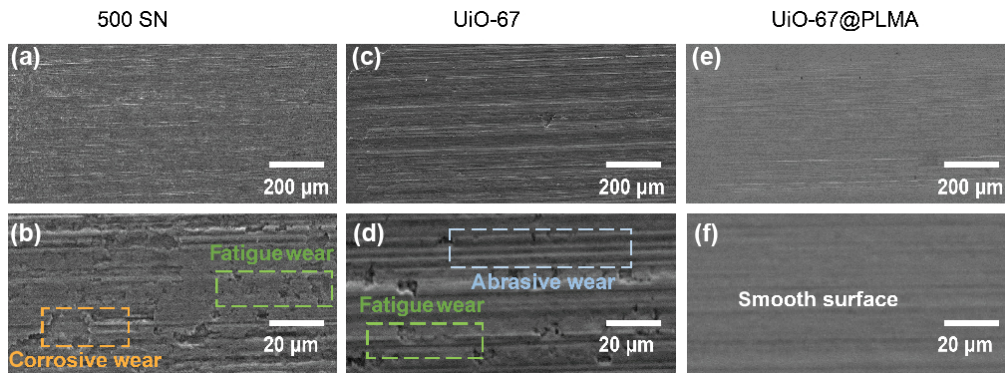 500 SN
UiO-67
UiO-67@PLMA
(a)
200 µm
(c)
200 µm
(e)
200 µm
(b)
Fatigue wear
Corrosive wear
20 µm
(d)
Abrasive wear
Fatigue wear
20 µm
(f)
Smooth surface
20 µm